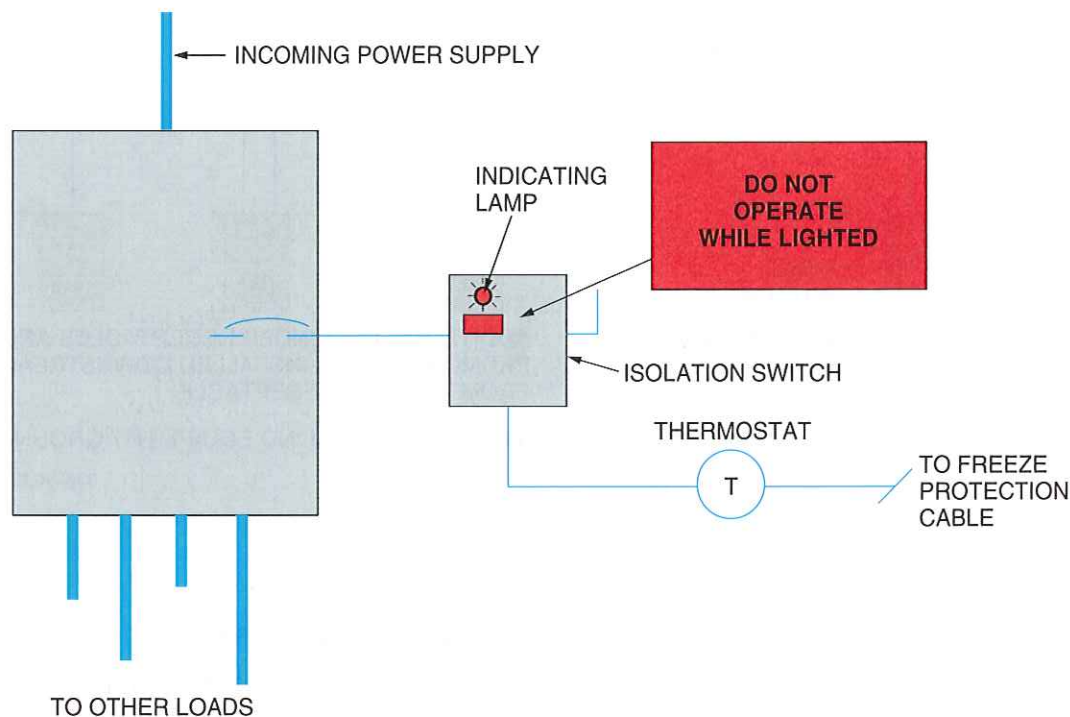 INCOMING POWER SUPPLY
INDICATING
LAMP
DO NOT
OPERATE
WHILE LIGHTED
ISOLATION SWITCH
THERMOSTAT
T
TO FREEZE
PROTECTION
CABLE
TO OTHER LOADS